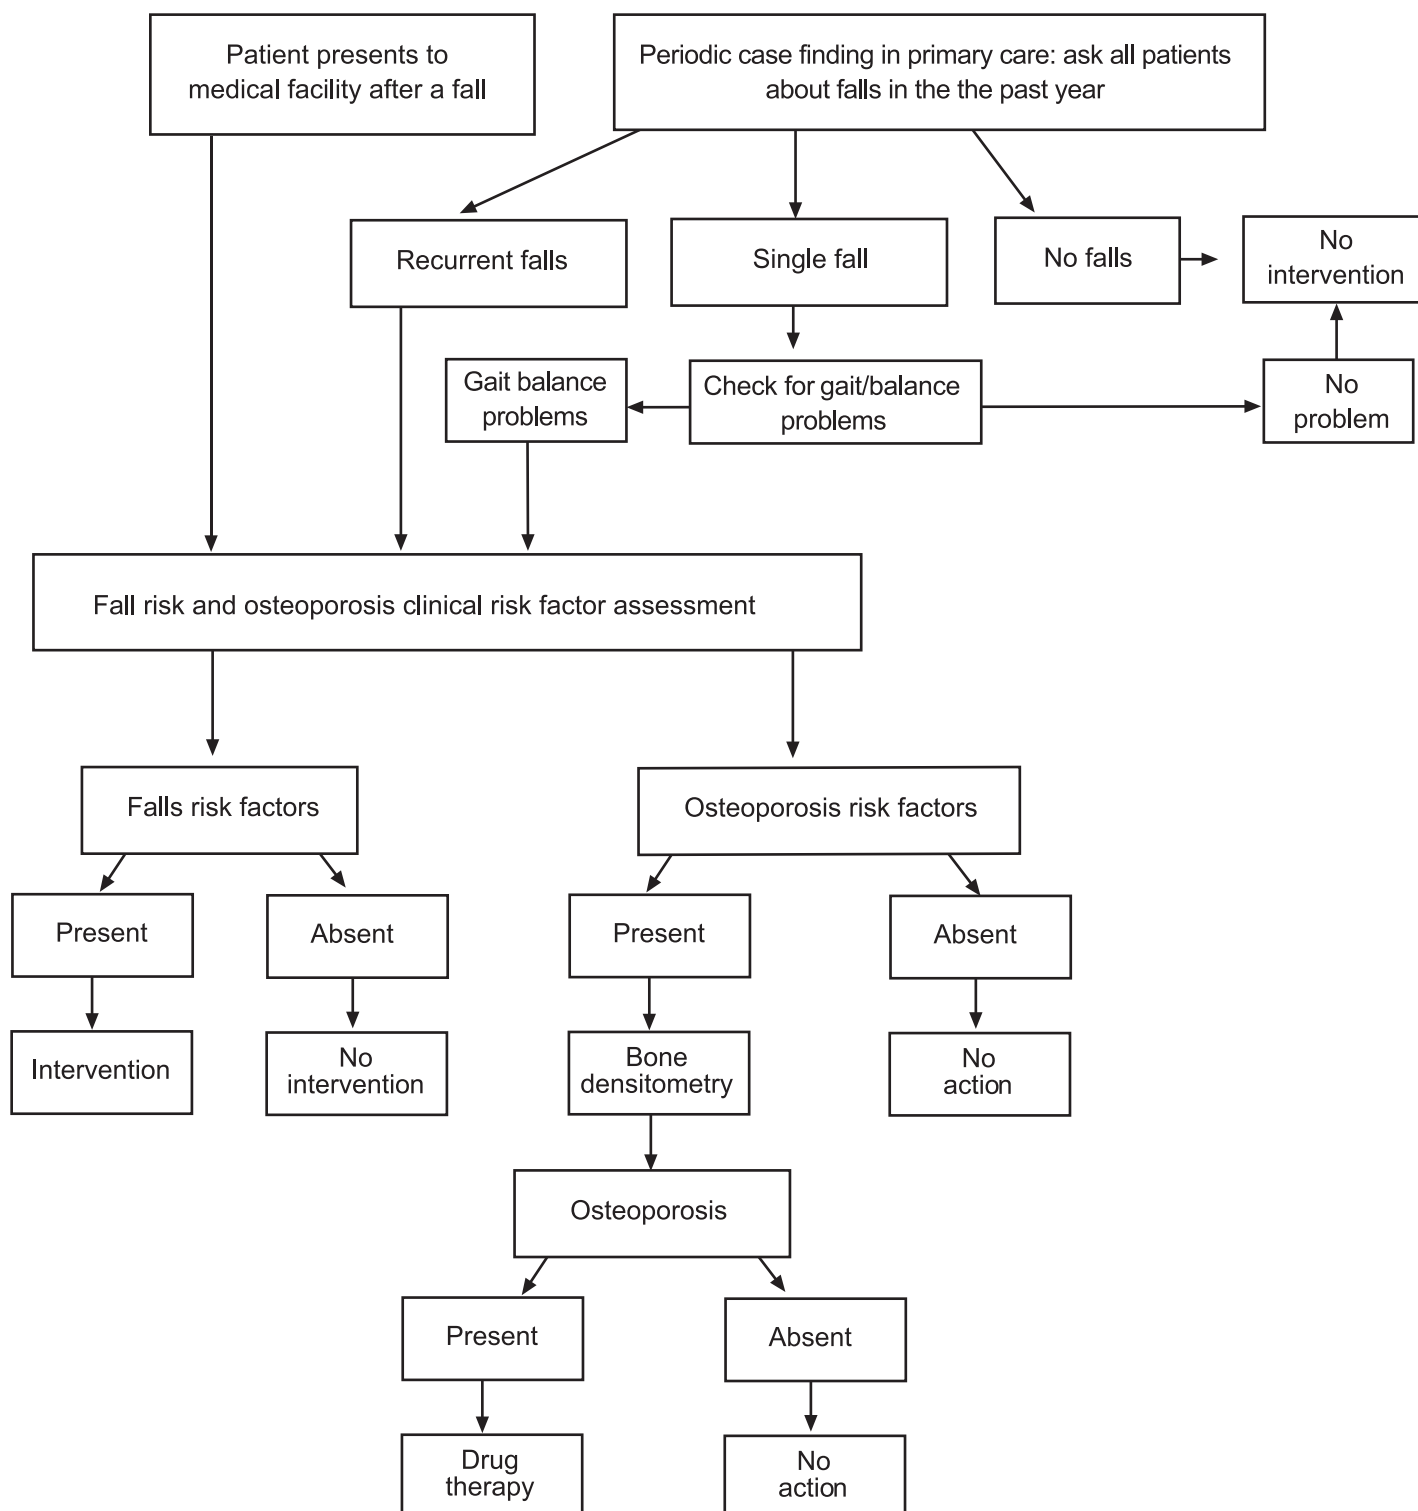 Patient presents to
medical facility after a fall
Periodic case finding in primary care: ask all patients
about falls in the the past year
Recurrent falls
Single fall
No falls
No
intervention
Gait balance
problems
Check for gait/balance
problems
No
problem
Fall risk and osteoporosis clinical risk factor assessment
Falls risk factors
Osteoporosis risk factors
Present
Absent
Present
Absent
Intervention
No
intervention
Bone
densitometry
No
action
Osteoporosis
Present
Absent
Drug
therapy
No
action